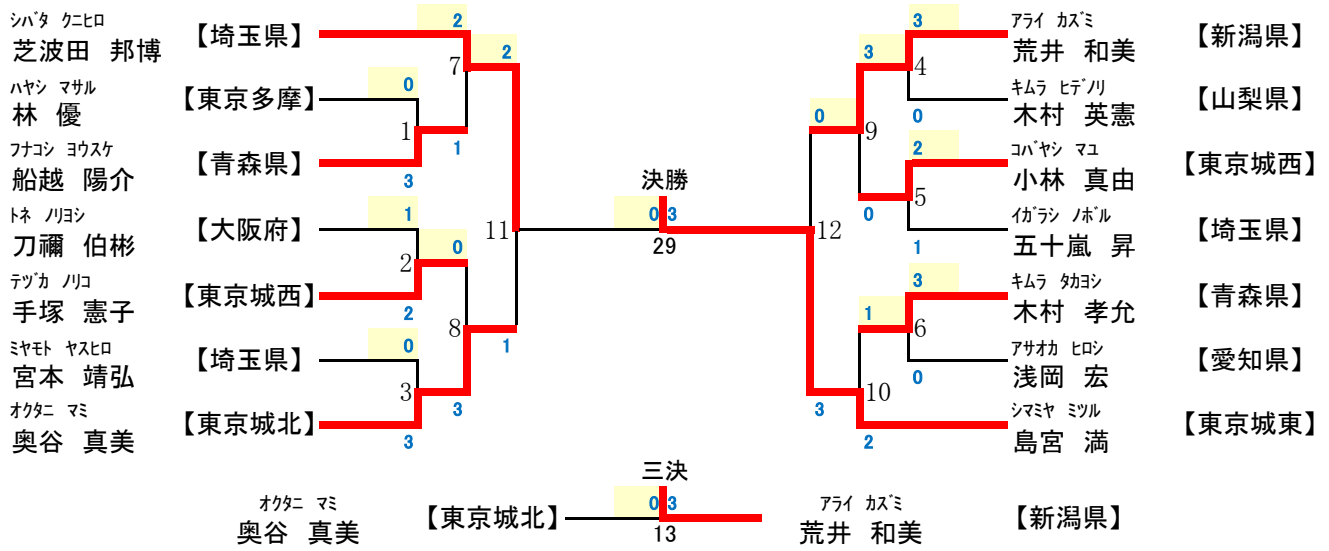 シバタ クニヒロ
芝波田 邦博
【埼玉県】
2
7
2
ハヤシ マサル
林 優
【東京多摩】
0
1
フナコシ ヨウスケ
船越 陽介
【青森県】
3
1
トネ ノリヨシ
刀禰 伯彬
【大阪府】
1
2
0
11
テヅカ ノリコ
手塚 憲子
【東京城西】
2
8
1
ミヤモト ヤスヒロ
宮本 靖弘
【埼玉県】
0
3
オクタニ マミ
奥谷 真美
【東京城北】
3
3
決勝
0 3
29
アライ カズミ
荒井 和美
【新潟県】
3
4
3
キムラ ヒデノリ
木村 英憲
【山梨県】
0
0
9
コバヤシ マユ
小林 真由
【東京城西】
2
5
0
イガラシ ノボル
五十嵐 昇
【埼玉県】
1
12
キムラ タカヨシ
木村 孝允
【青森県】
3
6
1
アサオカ ヒロシ
浅岡 宏
【愛知県】
0
10
3
シマミヤ ミツル
島宮 満
【東京城東】
2
三決
オクタニ マミ
奥谷 真美
【東京城北】
0 3
13
アライ カズミ
荒井 和美
【新潟県】